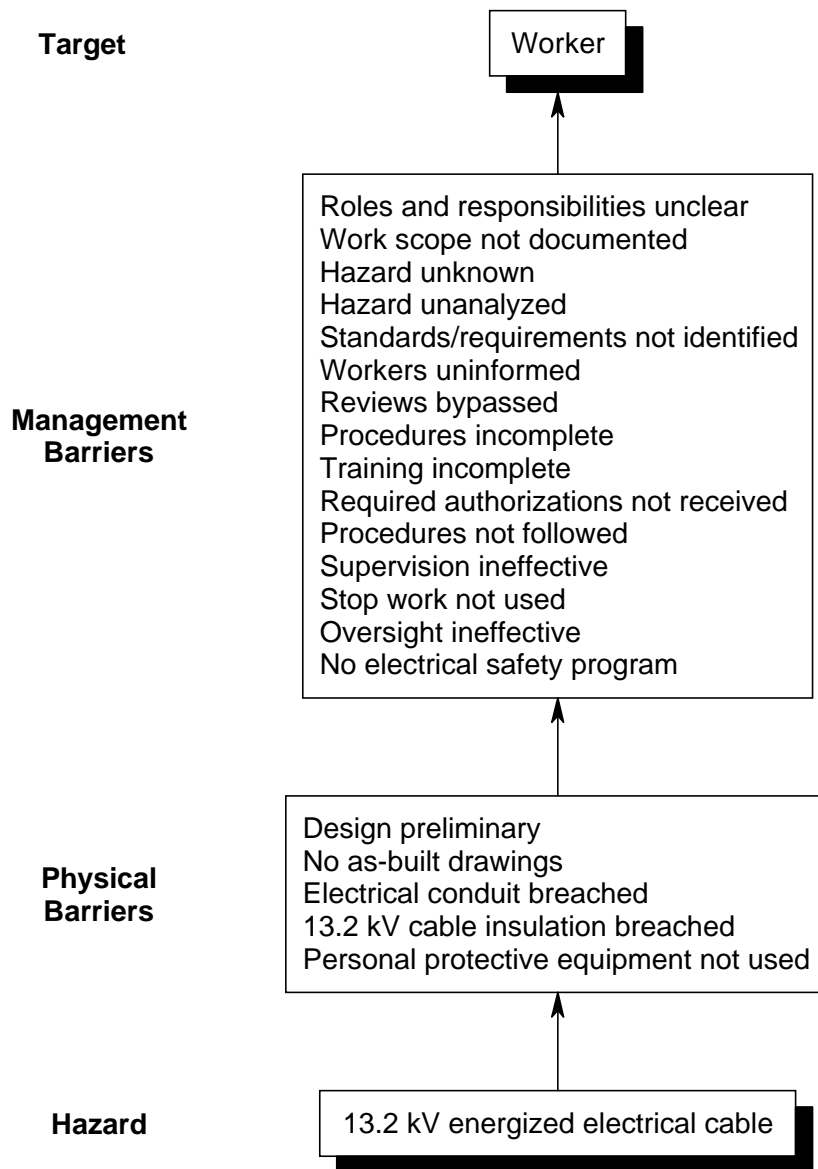 Target
Worker
Management
Barriers
Roles and responsibilities unclear
Work scope not documented
Hazard unknown
Hazard unanalyzed
Standards/requirements not identified
Workers uninformed
Reviews bypassed
Procedures incomplete
Training incomplete
Required authorizations not received
Procedures not followed
Supervision ineffective
Stop work not used
Oversight ineffective
No electrical safety program
Physical
Barriers
Design preliminary
No as-built drawings
Electrical conduit breached
13.2 kV cable insulation breached
Personal protective equipment not used
Hazard
13.2 kV energized electrical cable